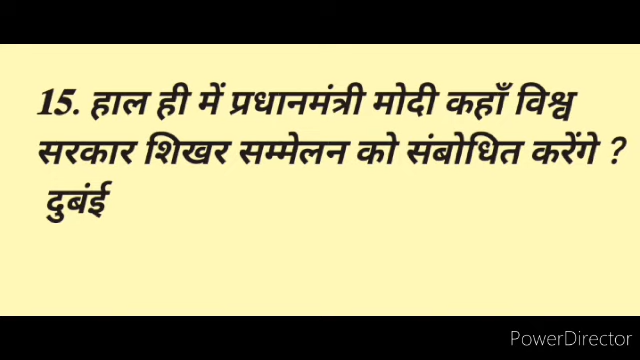 15. हाल ही में प्रधानमंत्री मोदी कहाँ विश्व
सरकार शिखर सम्मेलन को संबोधित करेंगे ?
दुबंई
PowerDirector